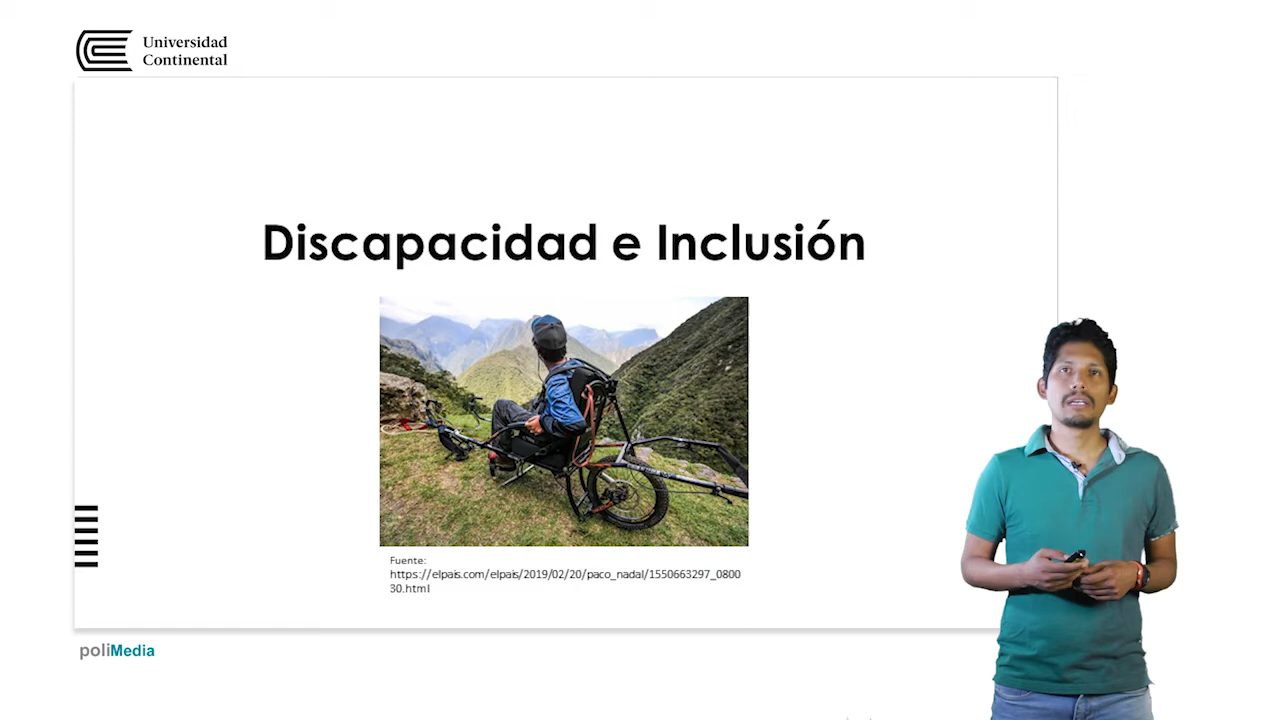 Universidad
Continental
Discapacidad e Inclusión
Fuente:
https://elpais.com/elpais/2019/02/20/paco_nadal/1550663297_0800
30.html
poliMedia